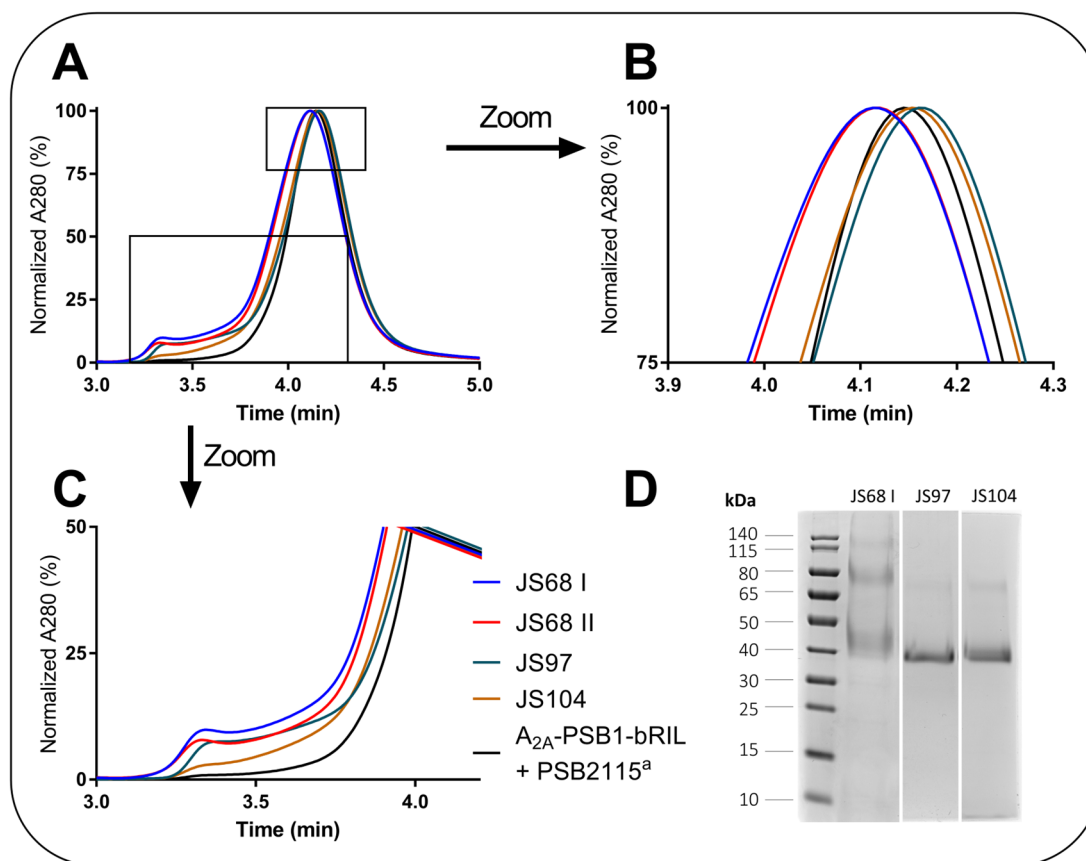 A
Normalized A280 (%)
100
75
50
25
0
3.0 3.5 4.0 4.5 5.0
Time (min)
Zoom
B
Normalized A280 (%)
100
75
3.9 4.0 4.1 4.2 4.3
Time (min)
Zoom
C
Normalized A280 (%)
50
25
0
3.0 3.5 4.0
Time (min)
JS68 I
JS68 II
JS97
JS104
A2A-PSB1-bRIL
+ PSB2115a
D
kDa JS68 I JS97 JS104
140
115
80
65
50
40
30
25
15
10